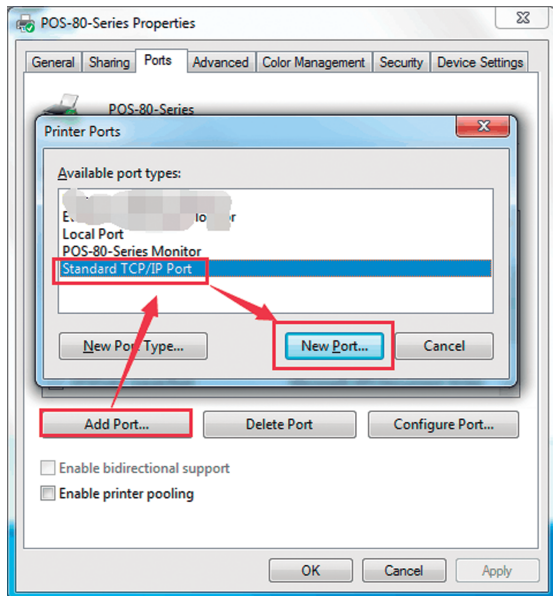 POS-80-Series Properties
General Sharing Ports Advanced Color Management Security Device Settings
POS-80-Series
Printer Ports
Available port types:
Local Port
POS-80-Series Monitor
Standard TCP/IP Port
New Port Type... New Port... Cancel
Add Port... Delete Port Configure Port...
Enable bidirectional support
Enable printer pooling
OK Cancel Apply